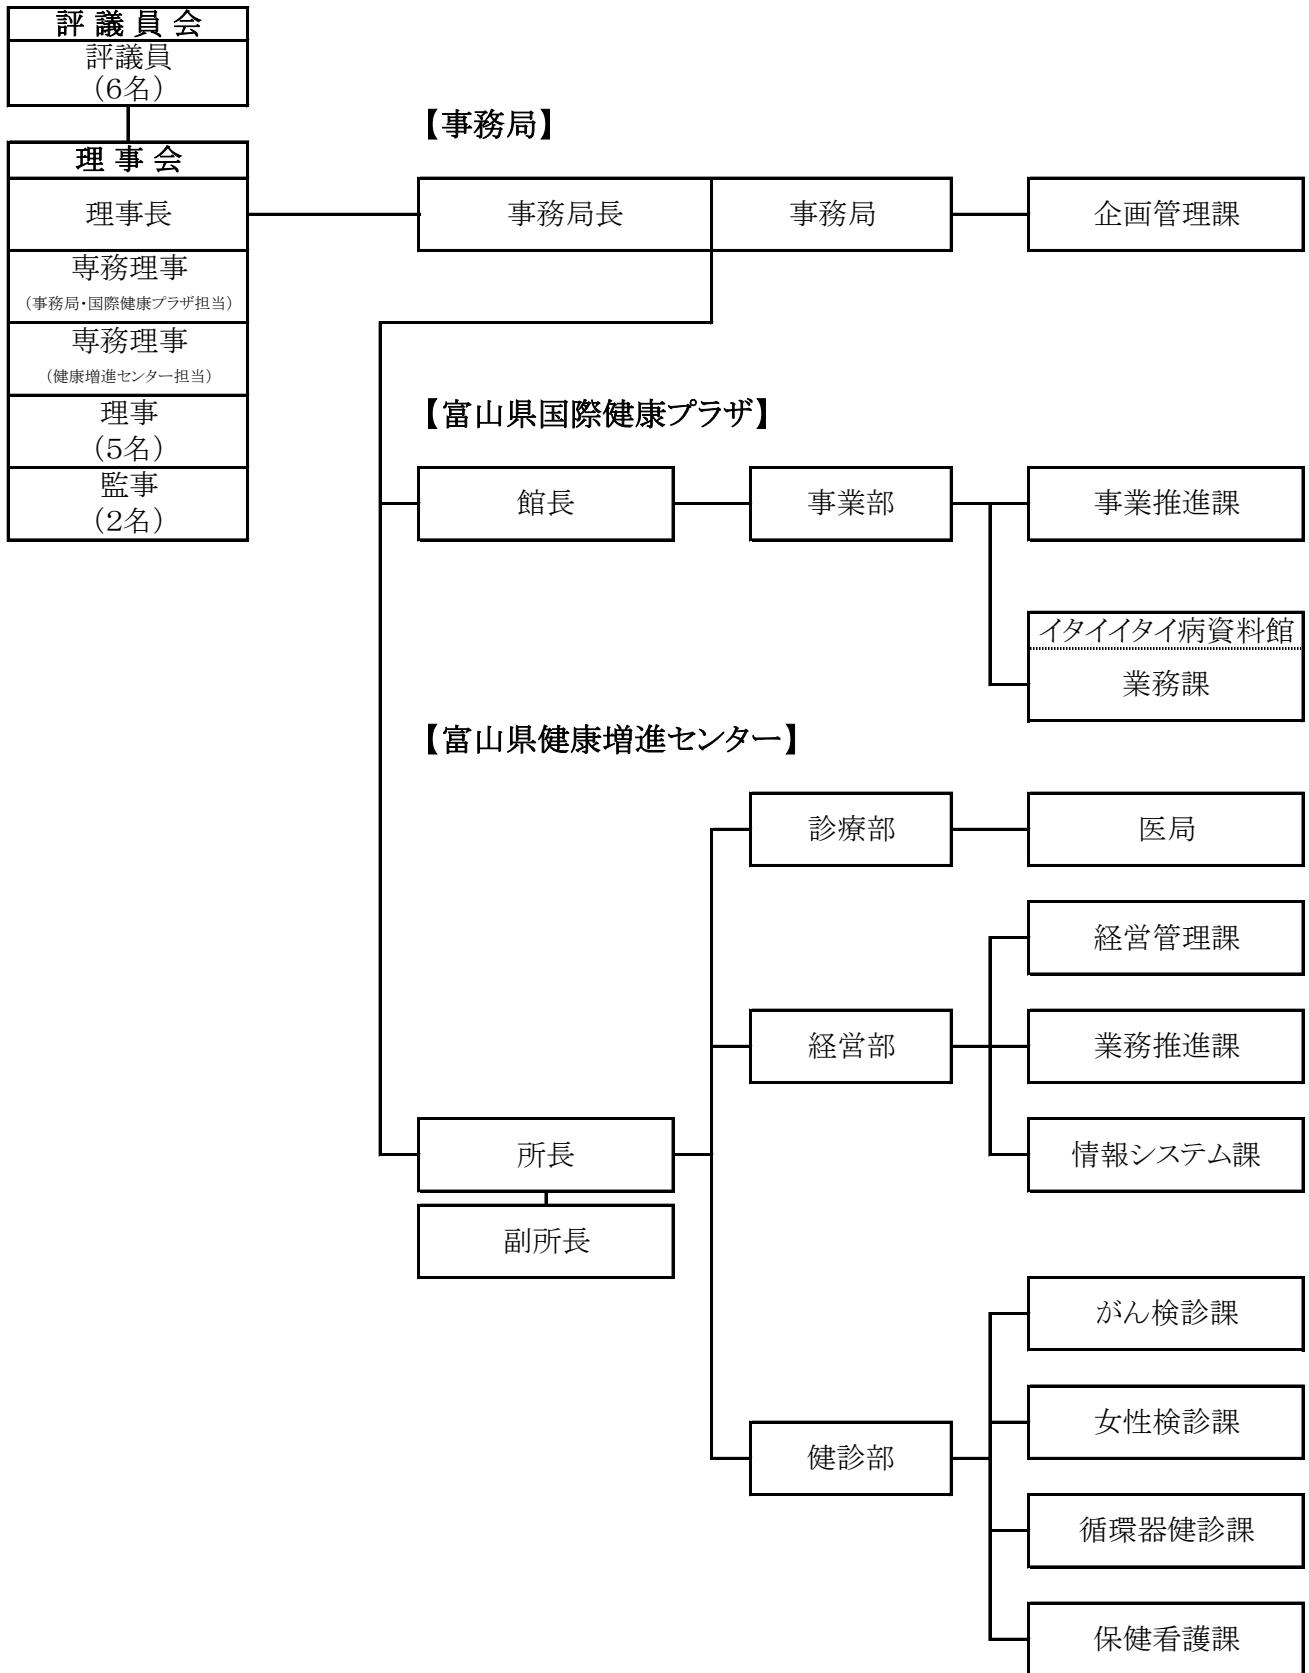 評議員会
評議員
（6名）
理事会
理事長
専務理事
（事務局・国際健康プラザ担当）
専務理事
（健康増進センター担当）
理事
（5名）
監事
（2名）
【事務局】
事務局長
事務局
企画管理課
【富山県国際健康プラザ】
館長
事業部
事業推進課
イタイイタイ病資料館
業務課
【富山県健康増進センター】
診療部
医局
経営管理課
経営部
業務推進課
所長
情報システム課
副所長
がん検診課
女性検診課
健診部
循環器健診課
保健看護課